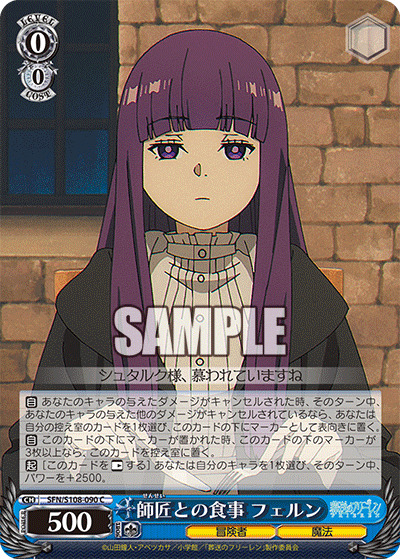 LEVEL
0
0
COST
SAMPLE
シュタルク様、慕われていますね
自 あなたのキャラの与えたダメージがキャンセルされた時、そのターン中、
あなたのキャラの与えた他のダメージがキャンセルされているなら、あなたは
自分の控え室のカードを1枚選び、このカードの下にマーカーとして表向きに置く。
自 このカードの下にマーカーが置かれた時、このカードの下のマーカーが
3枚以上なら、このカードを控え室に置く。
起 [このカードを する] あなたは自分のキャラを1枚選び、そのターン中、
パワーを+2500。
CH SFN/S108-090 C
せんせい
師匠との食事 フェルン
葬送のフリーレン
POWER
500
冒険者
魔法
©山田鐘人・アベツカサ/小学館/「葬送のフリーレン」製作委員会